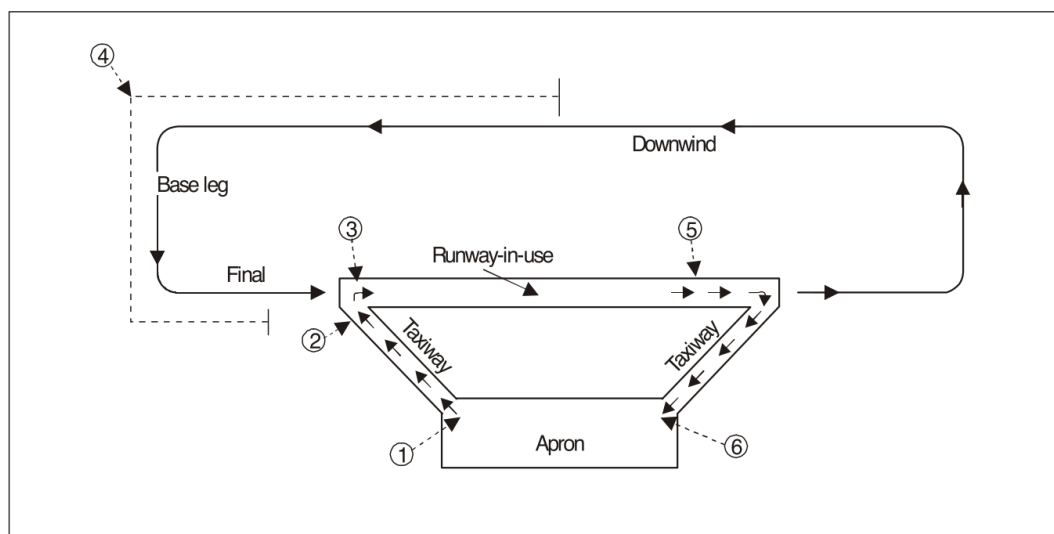 ④
Downwind
Base leg
③
⑤
Runway-in-use
Final
②
Taxiway
Taxiway
①
Apron
⑥